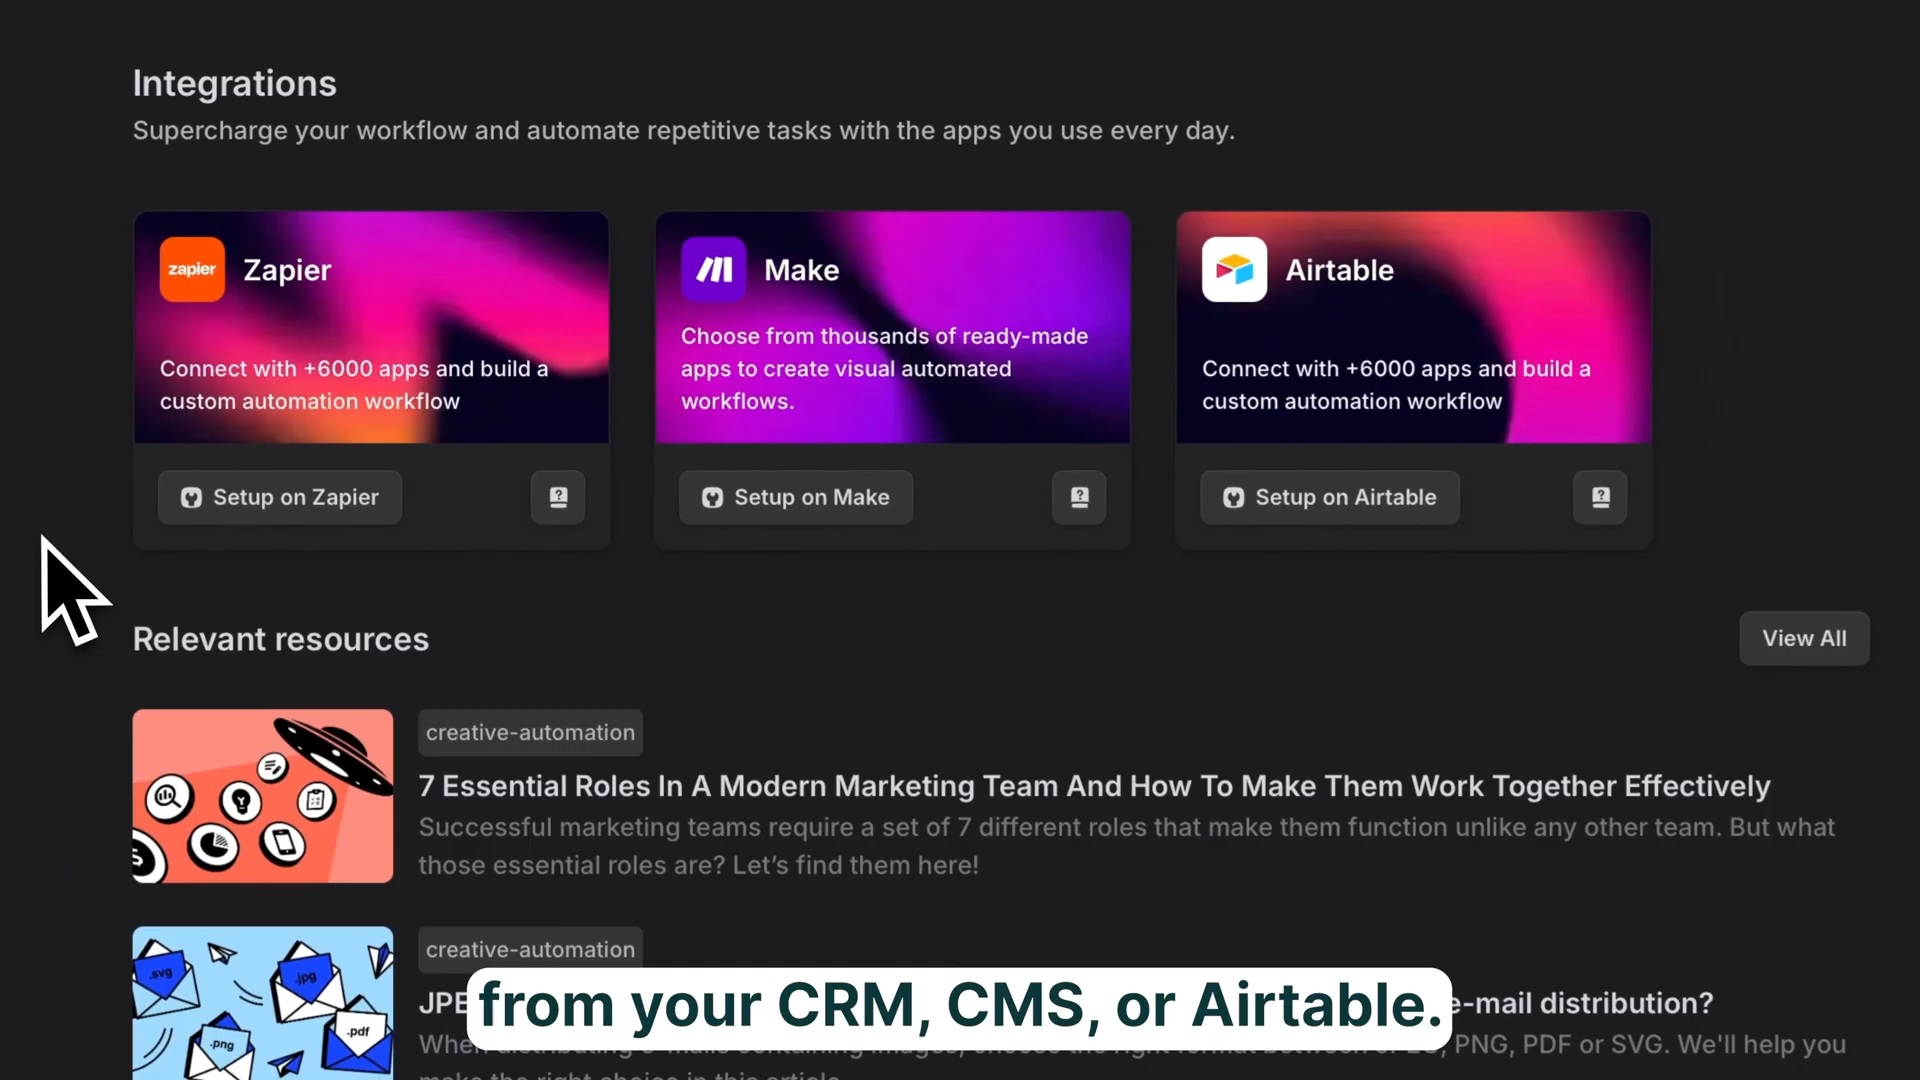 Integrations
Supercharge your workflow and automate repetitive tasks with the apps you use every day.
zapier
Zapier
Connect with +6000 apps and build a
custom automation workflow
Setup on Zapier
Make
Choose from thousands of ready-made
apps to create visual automated
workflows.
Setup on Make
Airtable
Connect with +6000 apps and build a
custom automation workflow
Setup on Airtable
Relevant resources
View All
creative-automation
7 Essential Roles In A Modern Marketing Team And How To Make Them Work Together Effectively
Successful marketing teams require a set of 7 different roles that make them function unlike any other team. But what
those essential roles are? Let's find them here!
.svg
.jpg
.png
.pdf
creative-automation
e-mail distribution?
from your CRM, CMS, or Airtable.
PNG, PDF or SVG. We'll help you